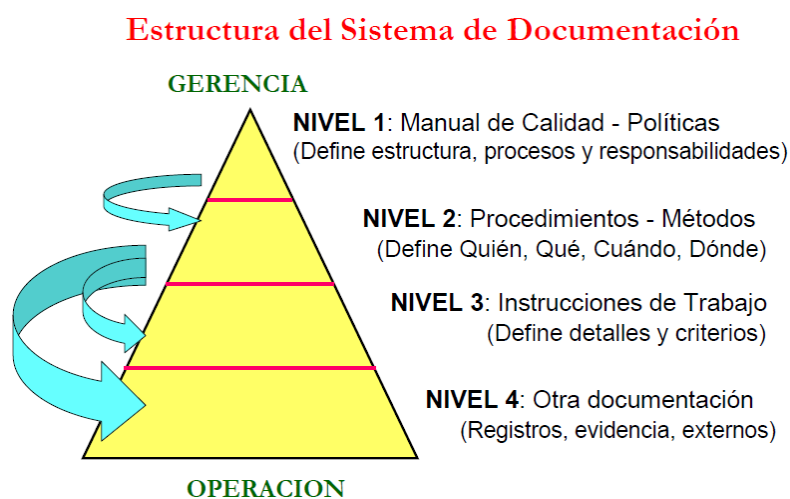 Estructura del Sistema de Documentación
GERENCIA
NIVEL 1: Manual de Calidad - Políticas
(Define estructura, procesos y responsabilidades)
NIVEL 2: Procedimientos - Métodos
(Define Quién, Qué, Cuándo, Dónde)
NIVEL 3: Instrucciones de Trabajo
(Define detalles y criterios)
NIVEL 4: Otra documentación
(Registros, evidencia, externos)
OPERACION